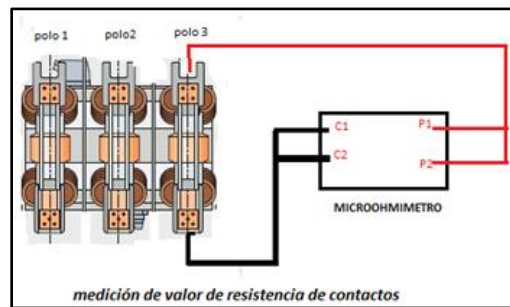 polo 1 polo2 polo 3
C1 P1
C2 P2
MICROOHMIMETRO
medición de valor de resistencia de contactos